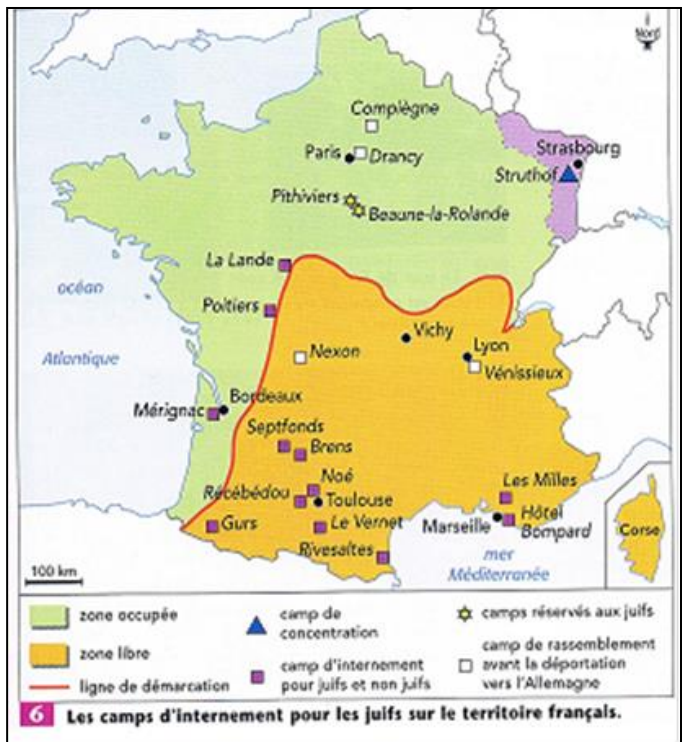 Nord
Compiègne
Paris
Drancy
Strasbourg
Struthof
Pithiviers
Beaune-la-Rolande
La Lande
océan
Poitiers
Vichy
Atlantique
Nexon
Lyon
Vénissieux
Bordeaux
Mérignac
Septfonds
Brens
Noé
Les Milles
Récébédou
Toulouse
Hôtel
Bompard
Gurs
Le Vernet
Marseille
Corse
Rivesaltes
mer
Méditerranée
100 km
zone occupée
camp de
concentration
camps réservés aux juifs
zone libre
camp d'internement
pour juifs et non juifs
camp de rassemblement
avant la déportation
vers l'Allemagne
ligne de démarcation
6 Les camps d'internement pour les juifs sur le territoire français.